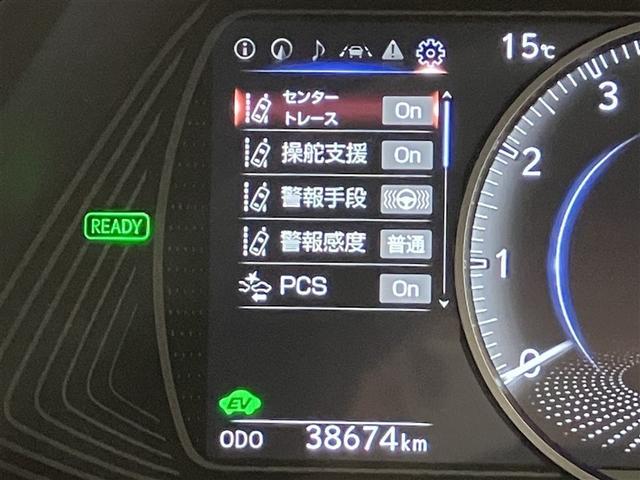 15℃
センター
トレース On
操舵支援 On
警報手段
警報感度 普通
PCS On
READY
EV
ODO 38674km
3
2
1
0